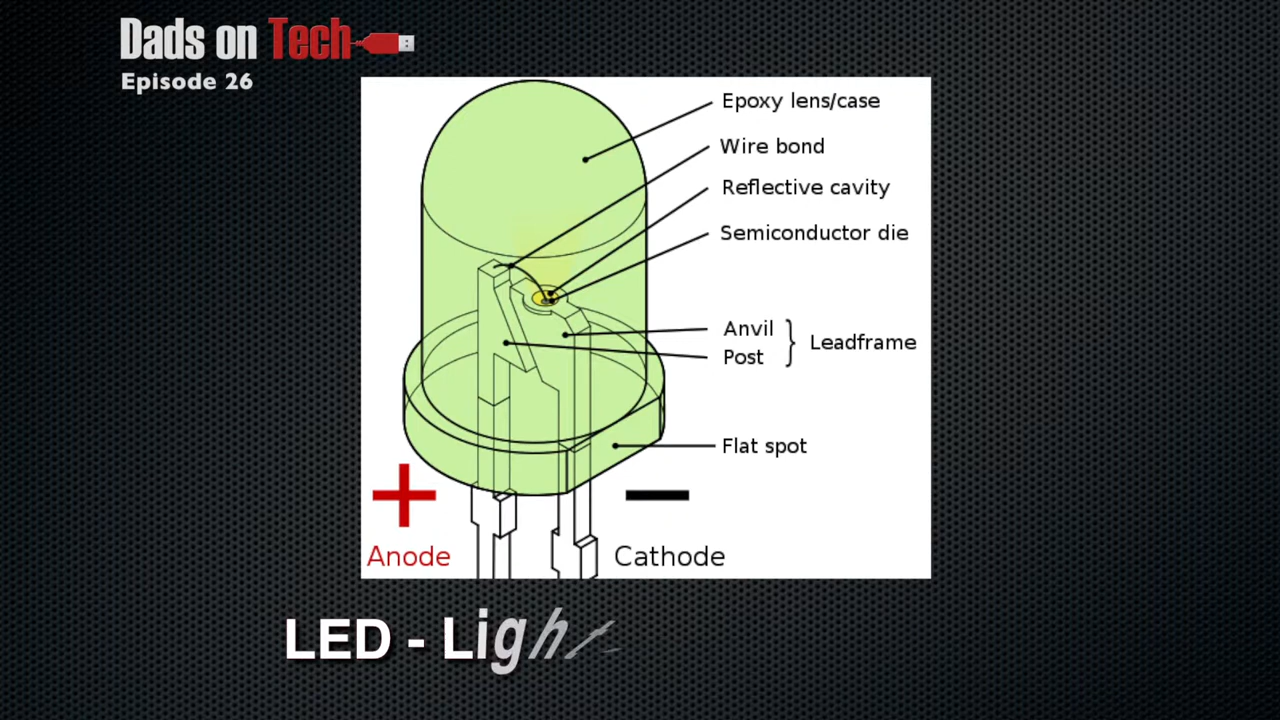 Dads on Tech
Episode 26
Epoxy lens/case
Wire bond
Reflective cavity
Semiconductor die
Anvil
Post
Leadframe
Flat spot
+
−
Anode
Cathode
LED - Light